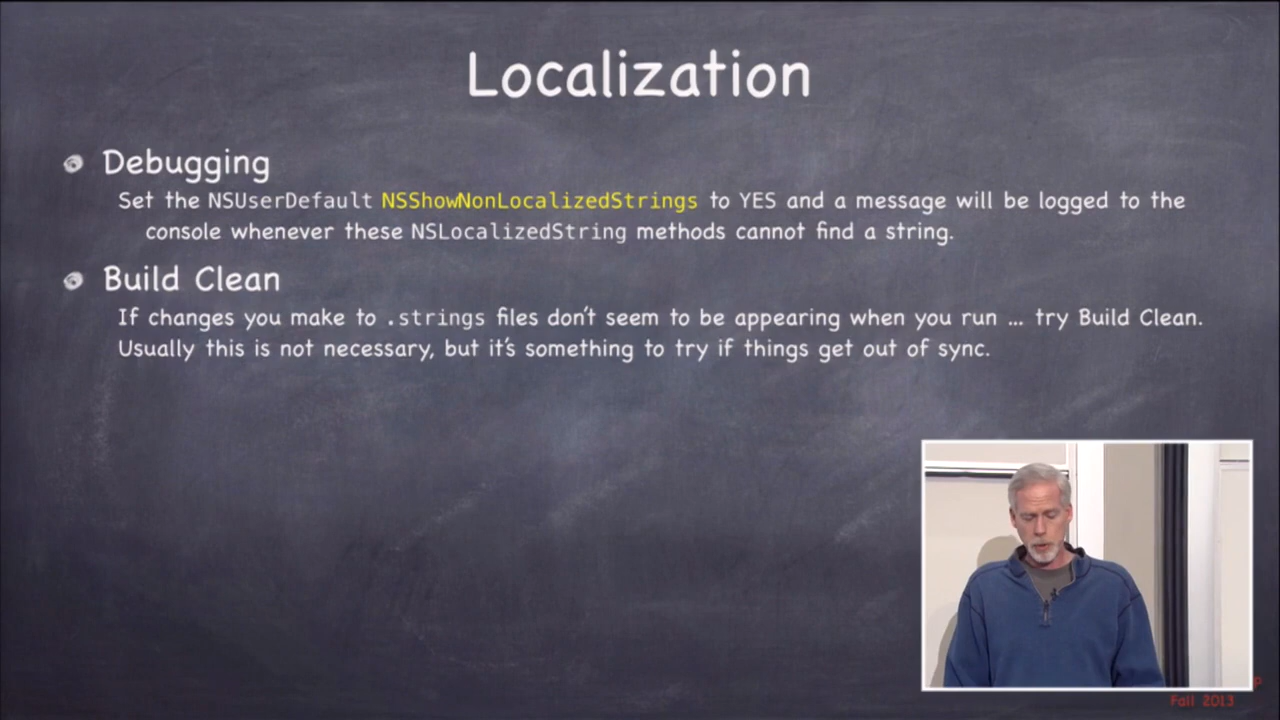 Localization
Debugging
Set the NSUserDefault NSShowNonLocalizedStrings to YES and a message will be logged to the
console whenever these NSLocalizedString methods cannot find a string.
Build Clean
If changes you make to .strings files don't seem to be appearing when you run ... try Build Clean.
Usually this is not necessary, but it's something to try if things get out of sync.
Fall 2013